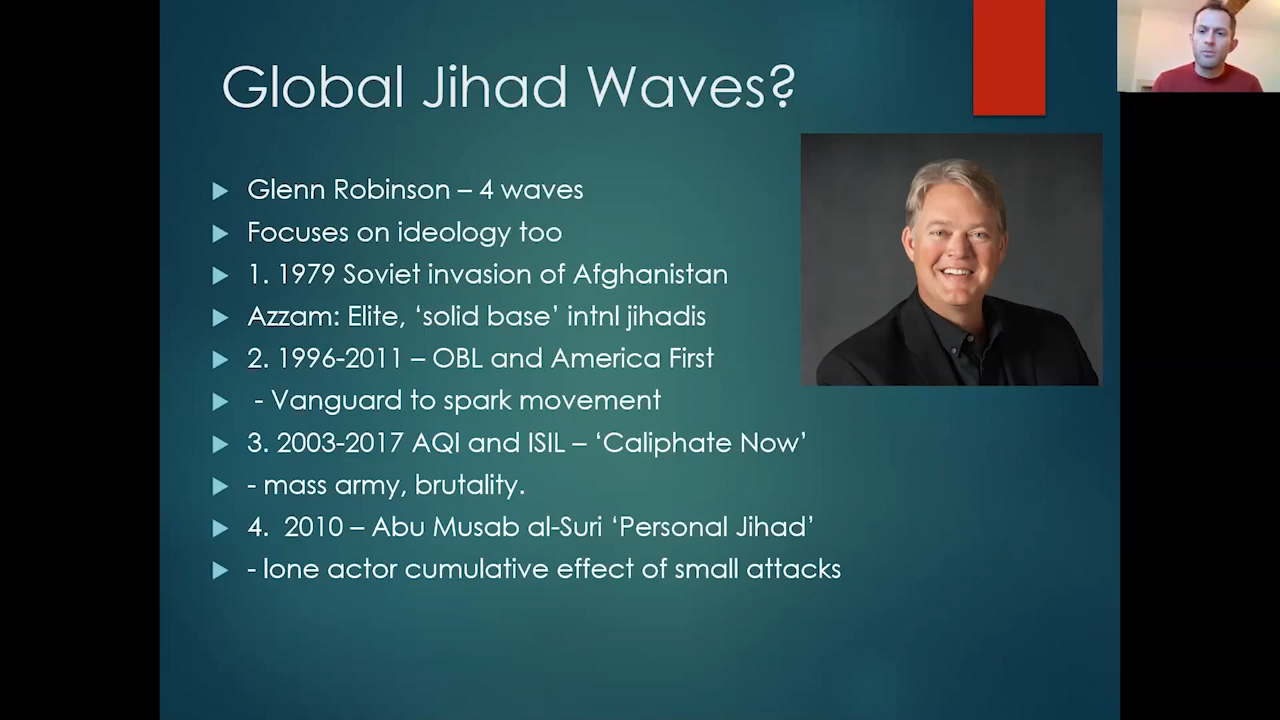 Global Jihad Waves?
Glenn Robinson – 4 waves
Focuses on ideology too
1. 1979 Soviet invasion of Afghanistan
Azzam: Elite, ‘solid base’ intnl jihadis
2. 1996-2011 – OBL and America First
- Vanguard to spark movement
3. 2003-2017 AQI and ISIL – ‘Caliphate Now’
- mass army, brutality.
4.  2010 – Abu Musab al-Suri ‘Personal Jihad’
- lone actor cumulative effect of small attacks